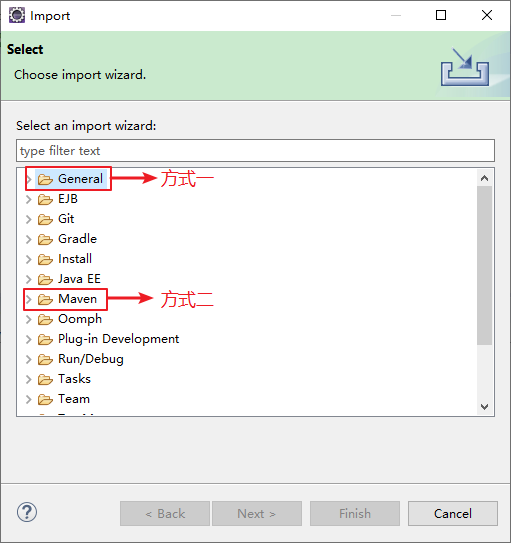 Import
Select
Choose import wizard.
Select an import wizard:
type filter text
General 方式一
EJB
Git
Gradle
Install
Java EE
Maven 方式二
Oomph
Plug-in Development
Run/Debug
Tasks
Team
?
< Back Next > Finish Cancel